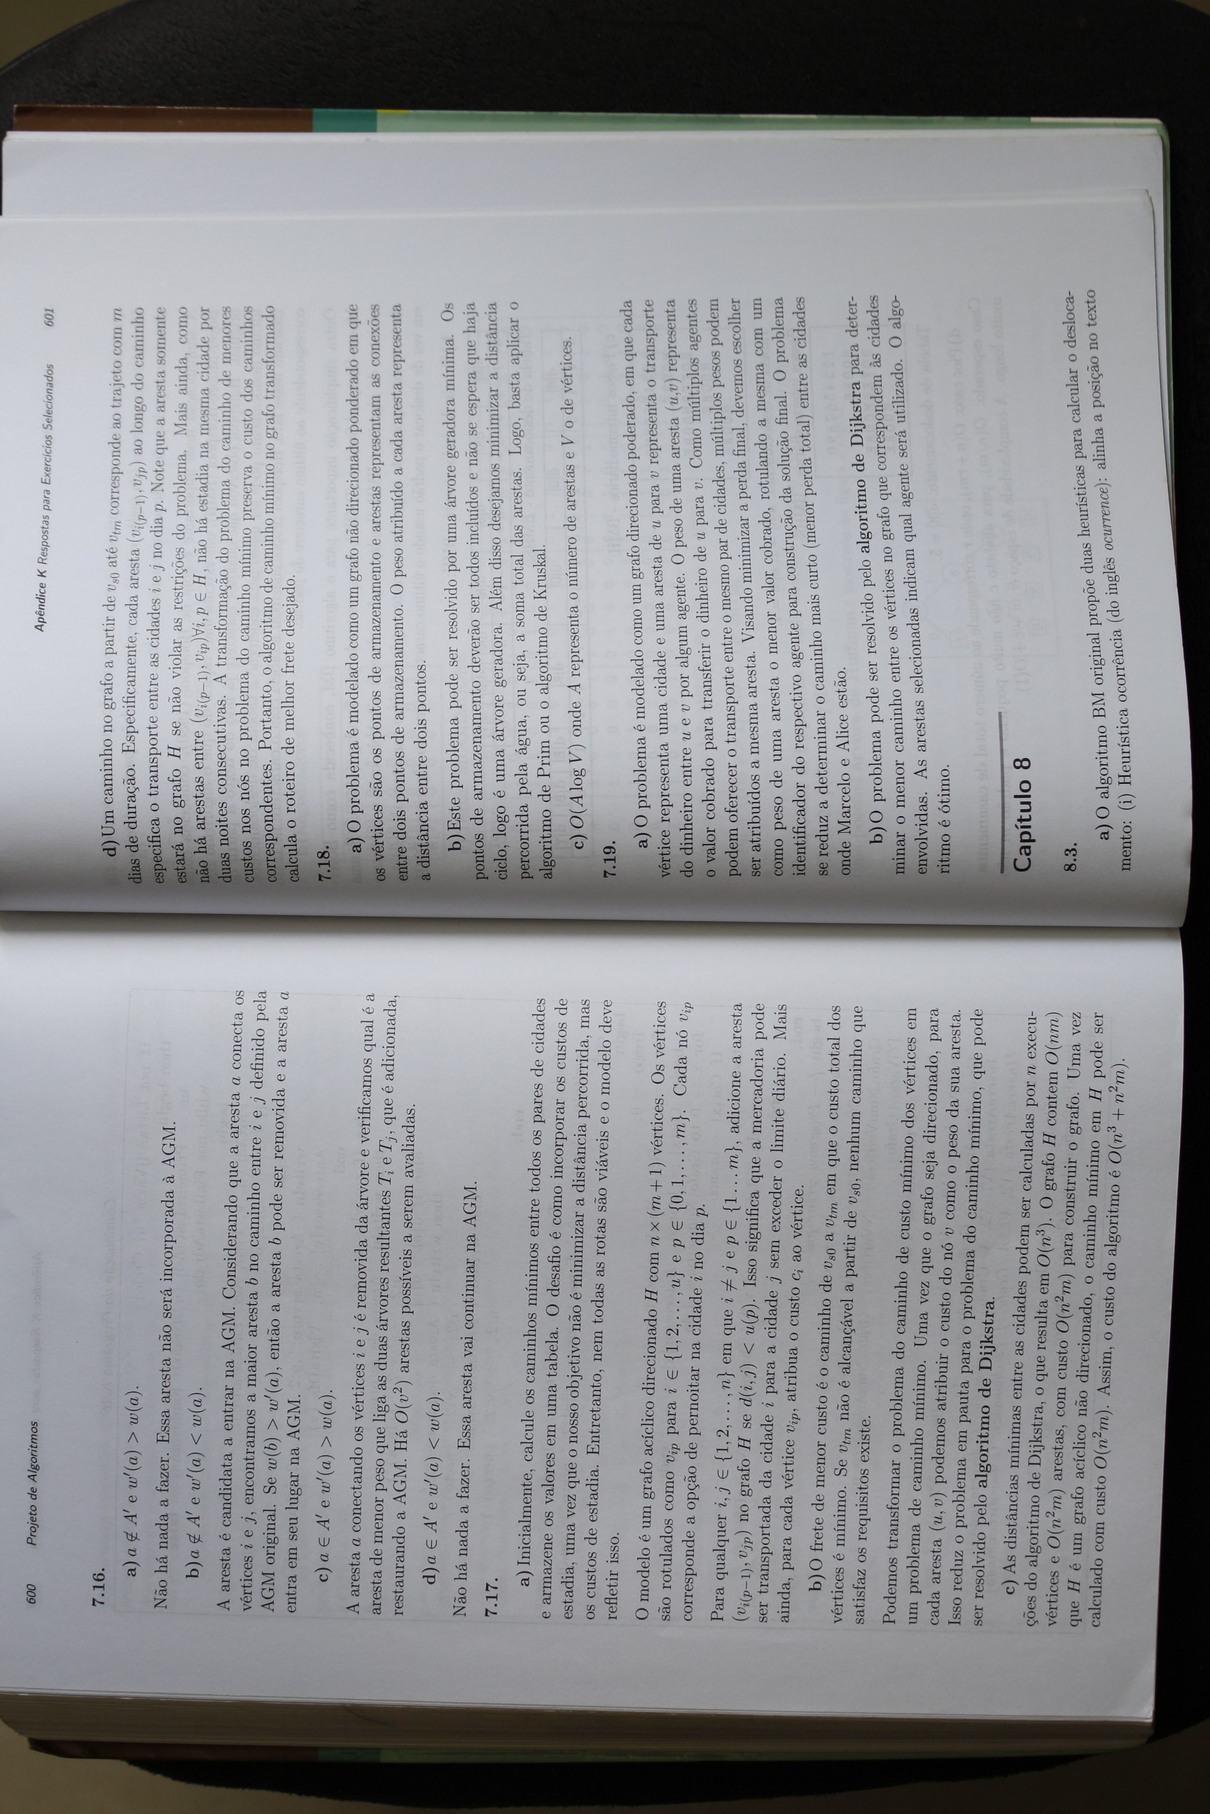 600 Projeto de Algoritmos
7.16.
a) a ∉ A′ e w′(a) > w(a).
Não há nada a fazer. Essa aresta não será incorporada à AGM.
b) a ∉ A′ e w′(a) < w(a).
A aresta é candidata a entrar na AGM. Considerando que a aresta a conecta os
vértices i e j, encontramos a maior aresta b no caminho entre i e j definido pela
AGM original. Se w(b) > w′(a), então a aresta b pode ser removida e a aresta a
entra em seu lugar na AGM.
c) a ∈ A′ e w′(a) > w(a).
A aresta a conectando os vértices i e j é removida da árvore e verificamos qual é a
aresta de menor peso que liga as duas árvores resultantes Tᵢ e Tⱼ, que é adicionada,
restaurando a AGM. Há O(v²) arestas possíveis a serem avaliadas.
d) a ∈ A′ e w′(a) < w(a).
Não há nada a fazer. Essa aresta vai continuar na AGM.
7.17.
a) Inicialmente, calcule os caminhos mínimos entre todos os pares de cidades
e armazene os valores em uma tabela. O desafio é como incorporar os custos de
estadia, uma vez que o nosso objetivo não é minimizar a distância percorrida, mas
os custos de estadia. Entretanto, nem todas as rotas são viáveis e o modelo deve
refletir isso.
O modelo é um grafo acíclico direcionado H com n × (m + 1) vértices. Os vértices
são rotulados como v_{ip} para i ∈ {1, 2, . . . , u} e p ∈ {0, 1, . . . , m}. Cada nó v_{ip}
corresponde a opção de pernoitar na cidade i no dia p.
Para qualquer i, j ∈ {1, 2, . . . , n} em que i ≠ j e p ∈ {1 . . . m}, adicione a aresta
(v_{i(p−1)}, v_{jp}) no grafo H se d(i, j) < u(p). Isso significa que a mercadoria pode
ser transportada da cidade i para a cidade j sem exceder o limite diário. Mais
ainda, para cada vértice v_{ip}, atribua o custo cᵢ ao vértice.
b) O frete de menor custo é o caminho de v_{s0} a v_{tm} em que o custo total dos
vértices é mínimo. Se v_{tm} não é alcançável a partir de v_{s0}, nenhum caminho que
satisfaz os requisitos existe.
Podemos transformar o problema do caminho de custo mínimo dos vértices em
um problema de caminho mínimo. Uma vez que o grafo seja direcionado, para
cada aresta (u, v) podemos atribuir o custo do nó v como o peso da sua aresta.
Isso reduz o problema em pauta para o problema do caminho mínimo, que pode
ser resolvido pelo algoritmo de Dijkstra.
c) As distâncias mínimas entre as cidades podem ser calculadas por n execu-
ções do algoritmo de Dijkstra, o que resulta em O(n³). O grafo H contem O(nm)
vértices e O(n²m) arestas, com custo O(n²m) para construir o grafo. Uma vez
que H é um grafo acíclico não direcionado, o caminho mínimo em H pode ser
calculado com custo O(n²m). Assim, o custo do algoritmo é O(n³ + n²m).
Apêndice K Respostas para Exercícios Selecionados 601
d) Um caminho no grafo a partir de v_{s0} até v_{tm} corresponde ao trajeto com m
dias de duração. Especificamente, cada aresta (v_{i(p−1)}, v_{jp}) ao longo do caminho
especifica o transporte entre as cidades i e j no dia p. Note que a aresta somente
estará no grafo H se não violar as restrições do problema. Mais ainda, como
não há arestas entre (v_{i(p−1)}, v_{ip})∀i, p ∈ H, não há estadia na mesma cidade por
duas noites consecutivas. A transformação do problema do caminho de menores
custos nos nós no problema do caminho mínimo preserva o custo dos caminhos
correspondentes. Portanto, o algoritmo de caminho mínimo no grafo transformado
calcula o roteiro de melhor frete desejado.
7.18.
a) O problema é modelado como um grafo não direcionado ponderado em que
os vértices são os pontos de armazenamento e arestas representam as conexões
entre dois pontos de armazenamento. O peso atribuído a cada aresta representa
a distância entre dois pontos.
b) Este problema pode ser resolvido por uma árvore geradora mínima. Os
pontos de armazenamento deverão ser todos incluídos e não se espera que haja
ciclo, logo é uma árvore geradora. Além disso desejamos minimizar a distância
percorrida pela água, ou seja, a soma total das arestas. Logo, basta aplicar o
algoritmo de Prim ou o algoritmo de Kruskal.
c) O(A log V) onde A representa o número de arestas e V o de vértices.
7.19.
a) O problema é modelado como um grafo direcionado poderado, em que cada
vértice representa uma cidade e uma aresta de u para v representa o transporte
do dinheiro entre u e v por algum agente. O peso de uma aresta (u,v) representa
o valor cobrado para transferir o dinheiro de u para v. Como múltiplos agentes
podem oferecer o transporte entre o mesmo par de cidades, múltiplos pesos podem
ser atribuídos a mesma aresta. Visando minimizar a perda final, devemos escolher
como peso de uma aresta o menor valor cobrado, rotulando a mesma com um
identificador do respectivo agente para construção da solução final. O problema
se reduz a determinar o caminho mais curto (menor perda total) entre as cidades
onde Marcelo e Alice estão.
b) O problema pode ser resolvido pelo algoritmo de Dijkstra para deter-
minar o menor caminho entre os vértices no grafo que correspondem às cidades
envolvidas. As arestas selecionadas indicam qual agente será utilizado. O algo-
ritmo é ótimo.
Capítulo 8
8.3.
a) O algoritmo BM original propõe duas heurísticas para calcular o desloca-
mento: (i) Heurística ocorrência (do inglês ocurrence): alinha a posição no texto